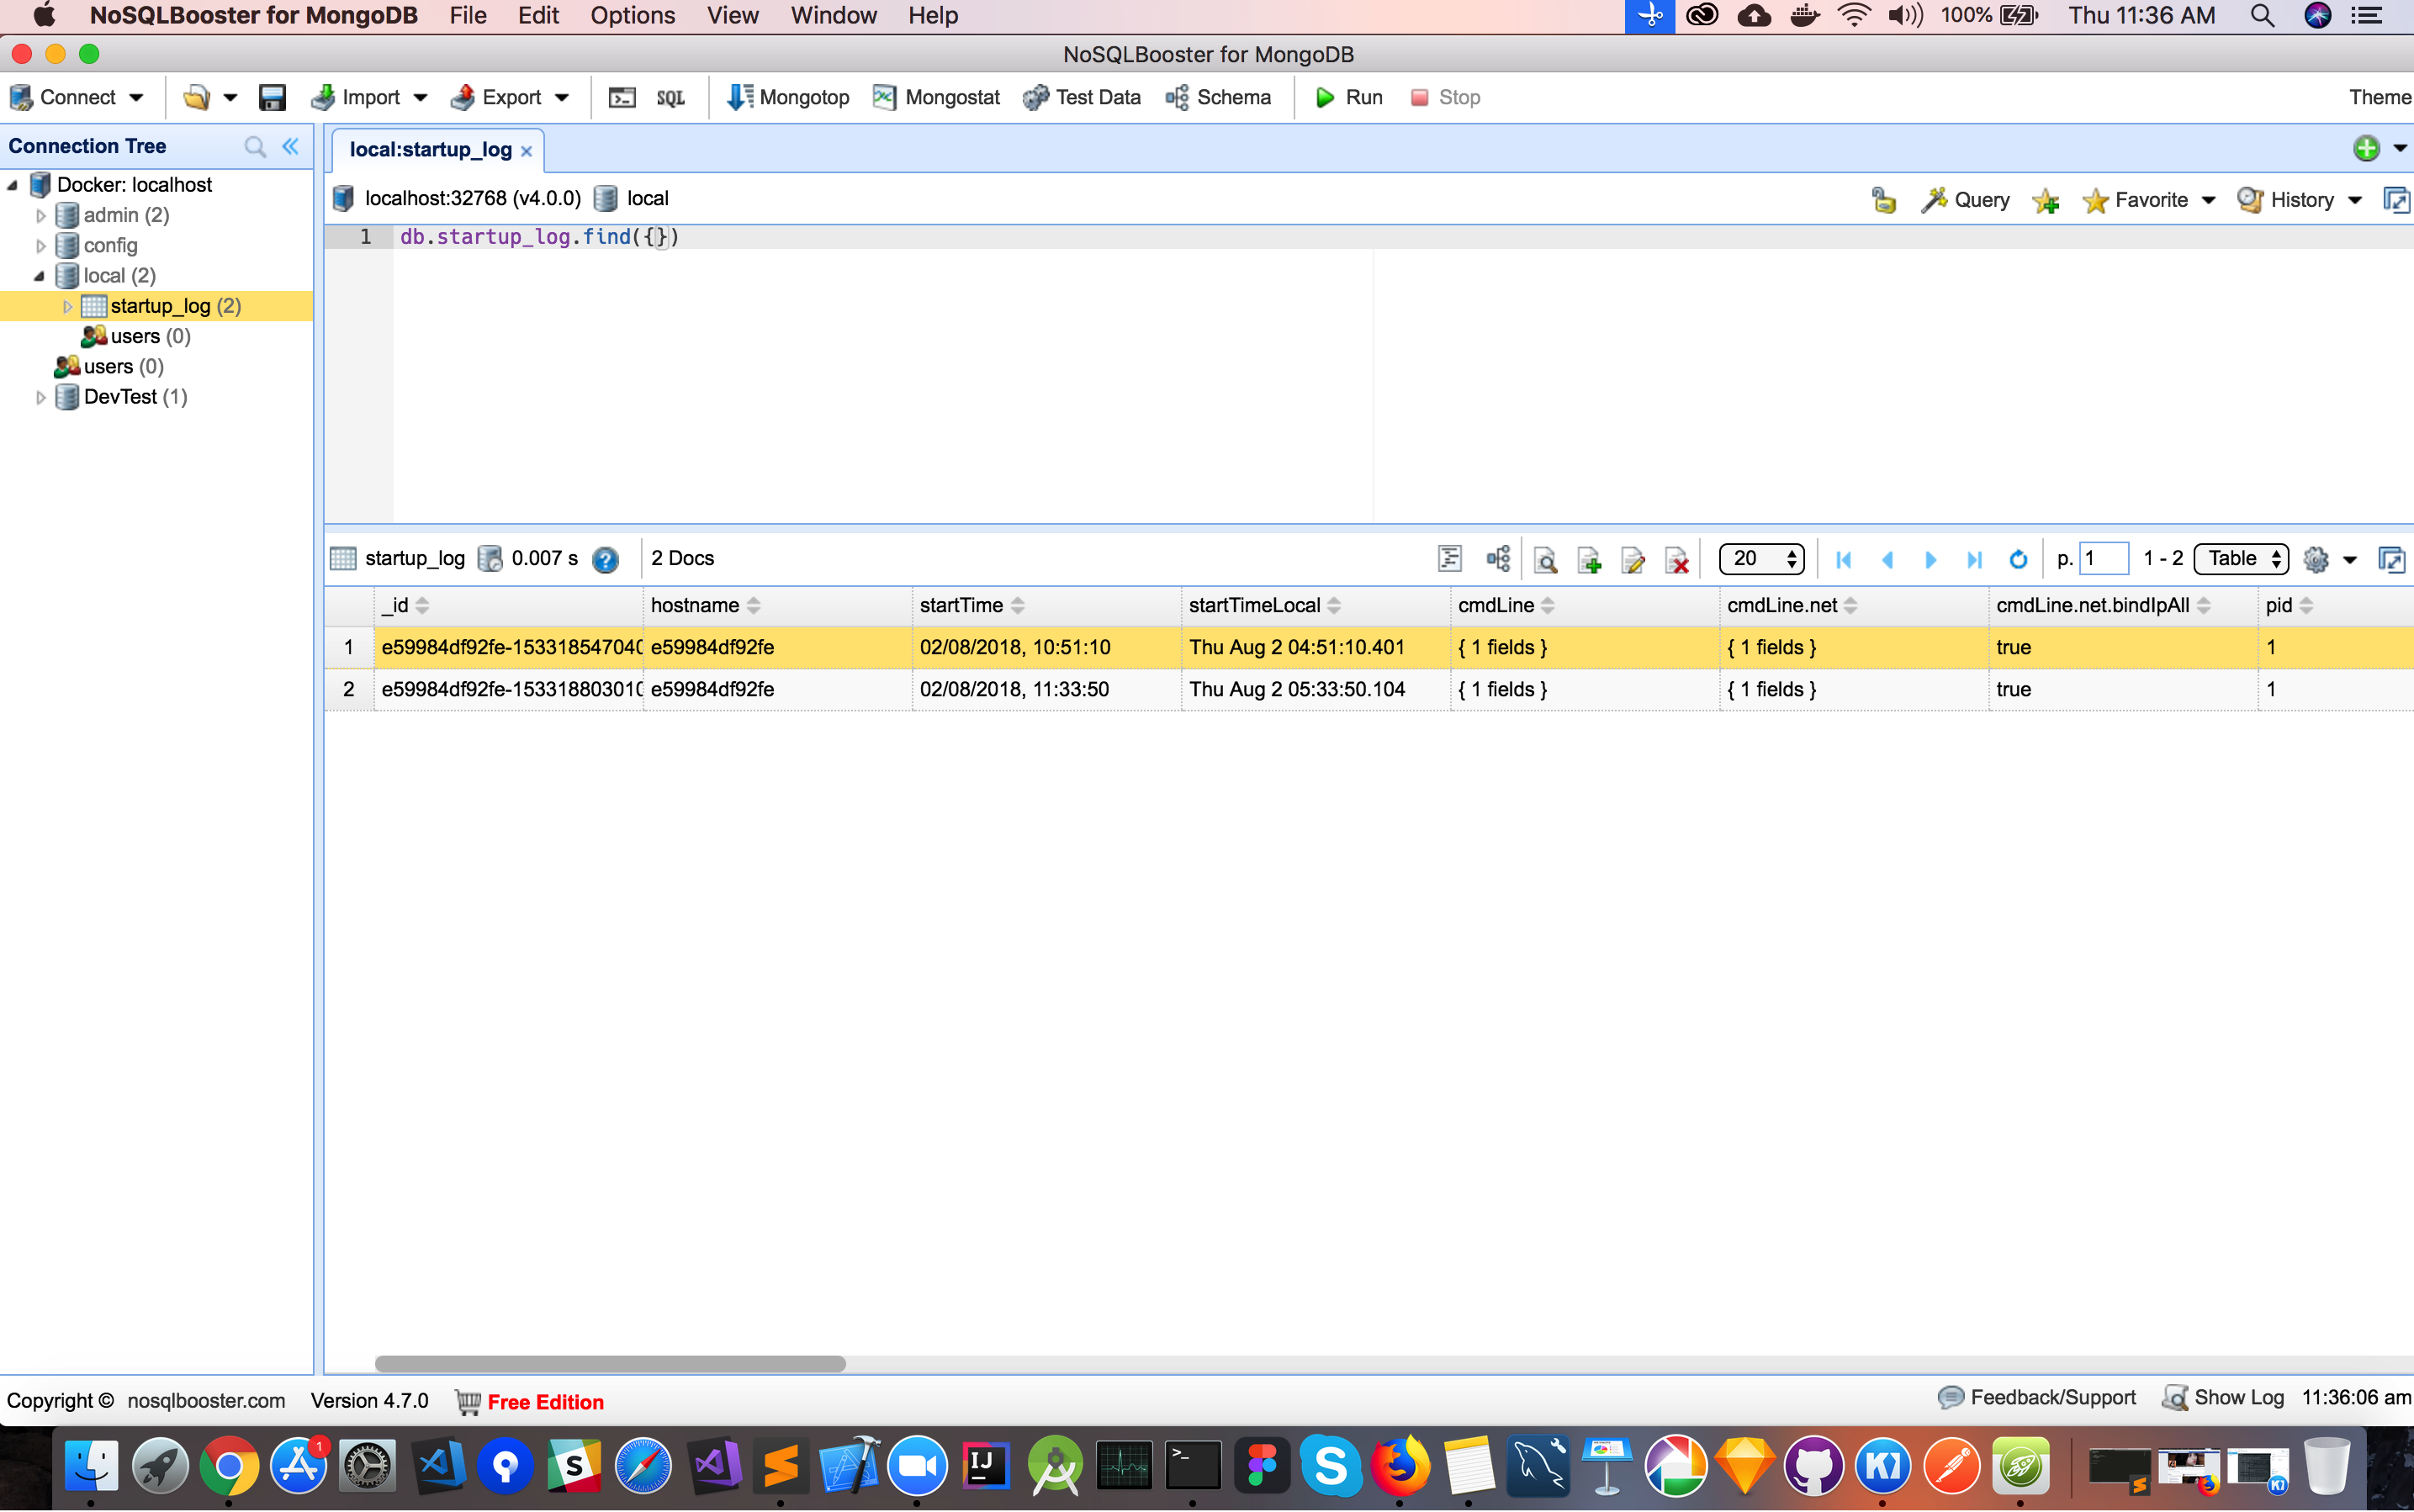 NoSQLBooster for MongoDB File Edit Options View Window Help 100% Thu 11:36 AM
NoSQLBooster for MongoDB
Connect Import Export SQL Mongotop Mongostat Test Data Schema Run Stop Theme
Connection Tree
local:startup_log
Docker: localhost
admin (2)
config
local (2)
startup_log (2)
users (0)
users (0)
DevTest (1)
localhost:32768 (v4.0.0) local Query Favorite History
1 db.startup_log.find({})
startup_log 0.007 s 2 Docs 20 p. 1 1 - 2 Table
_id hostname startTime startTimeLocal cmdLine cmdLine.net cmdLine.net.bindIpAll pid
1 e59984df92fe-153318547040 e59984df92fe 02/08/2018, 10:51:10 Thu Aug 2 04:51:10.401 { 1 fields } { 1 fields } true 1
2 e59984df92fe-153318803010 e59984df92fe 02/08/2018, 11:33:50 Thu Aug 2 05:33:50.104 { 1 fields } { 1 fields } true 1
Copyright © nosqlbooster.com Version 4.7.0 Free Edition Feedback/Support Show Log 11:36:06 am
1
S
IJ
>_
S
KI